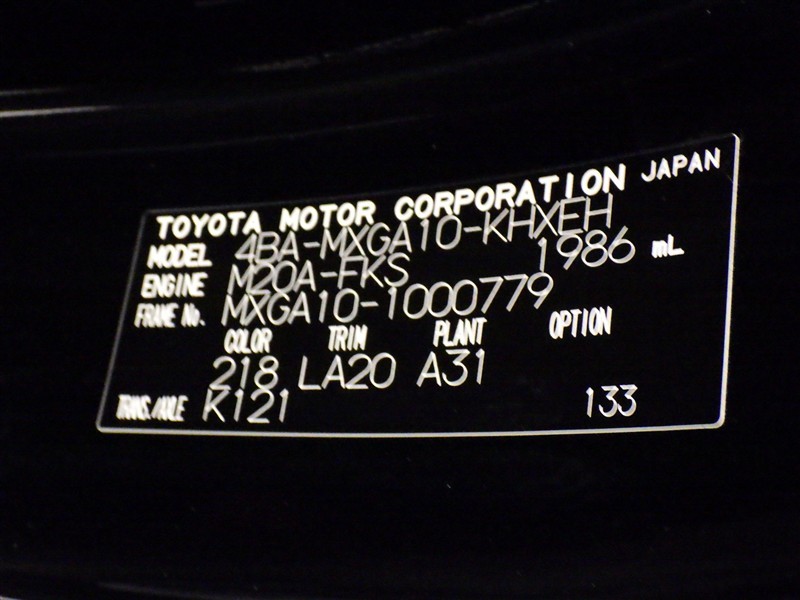 TOYOTA MOTOR CORPORATION JAPAN
MODEL 4BA-MXGA10-KHXEH
ENGINE M20A-FKS 1986 mL
FRAME No. MXGA10-1000779
COLOR TRIM PLANT OPTION
218 LA20 A31
TRANS./AXLE K121 133